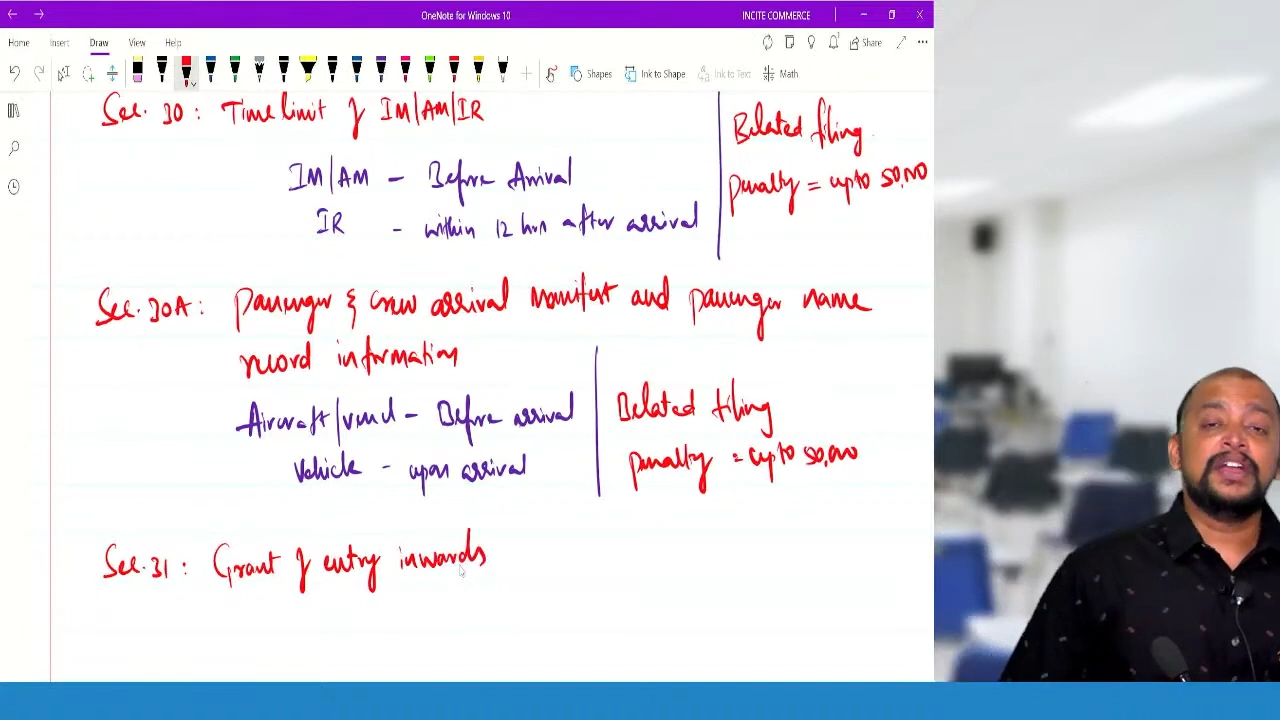 OneNote for Windows 10
INCITE COMMERCE
Home Insert Draw View Help
Share
Shapes Ink to Shape Ink to Text Math
Sec. 30 : Time limit of IM/AM/IR
IM/AM - Before Arrival
IR - within 12 hrs after arrival
Belated filing
penalty = upto 50,000
Sec. 30A : Passenger & crew arrival manifest and passenger name
record information
Aircraft/vessel - Before arrival
Vehicle - upon arrival
Belated filing
penalty = upto 50,000
Sec. 31 : Grant of entry inwards